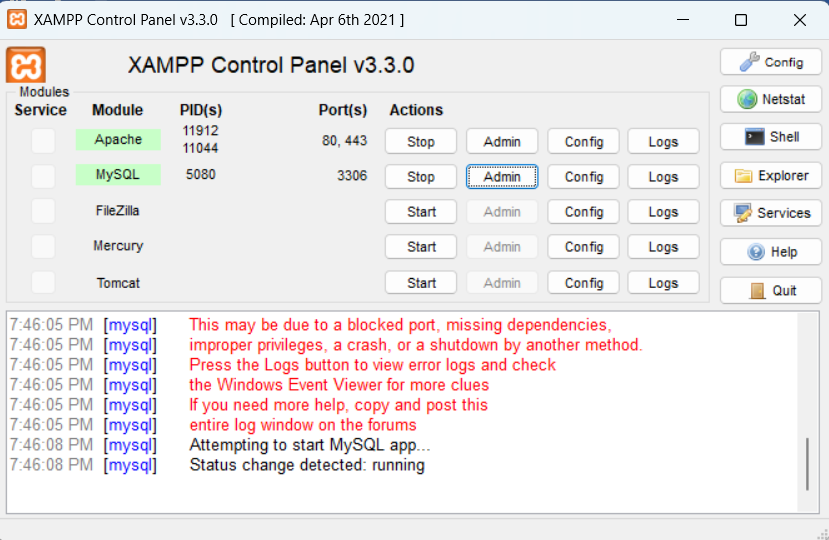 XAMPP Control Panel v3.3.0 [ Compiled: Apr 6th 2021 ]
XAMPP Control Panel v3.3.0
Config
Modules
Service Module PID(s) Port(s) Actions
Netstat
Apache 11912 11044 80, 443 Stop Admin Config Logs
Shell
MySQL 5080 3306 Stop Admin Config Logs
Explorer
FileZilla Start Admin Config Logs
Services
Mercury Start Admin Config Logs
Help
Tomcat Start Admin Config Logs
Quit
7:46:05 PM [mysql] This may be due to a blocked port, missing dependencies,
7:46:05 PM [mysql] improper privileges, a crash, or a shutdown by another method.
7:46:05 PM [mysql] Press the Logs button to view error logs and check
7:46:05 PM [mysql] the Windows Event Viewer for more clues
7:46:05 PM [mysql] If you need more help, copy and post this
7:46:05 PM [mysql] entire log window on the forums
7:46:08 PM [mysql] Attempting to start MySQL app...
7:46:08 PM [mysql] Status change detected: running